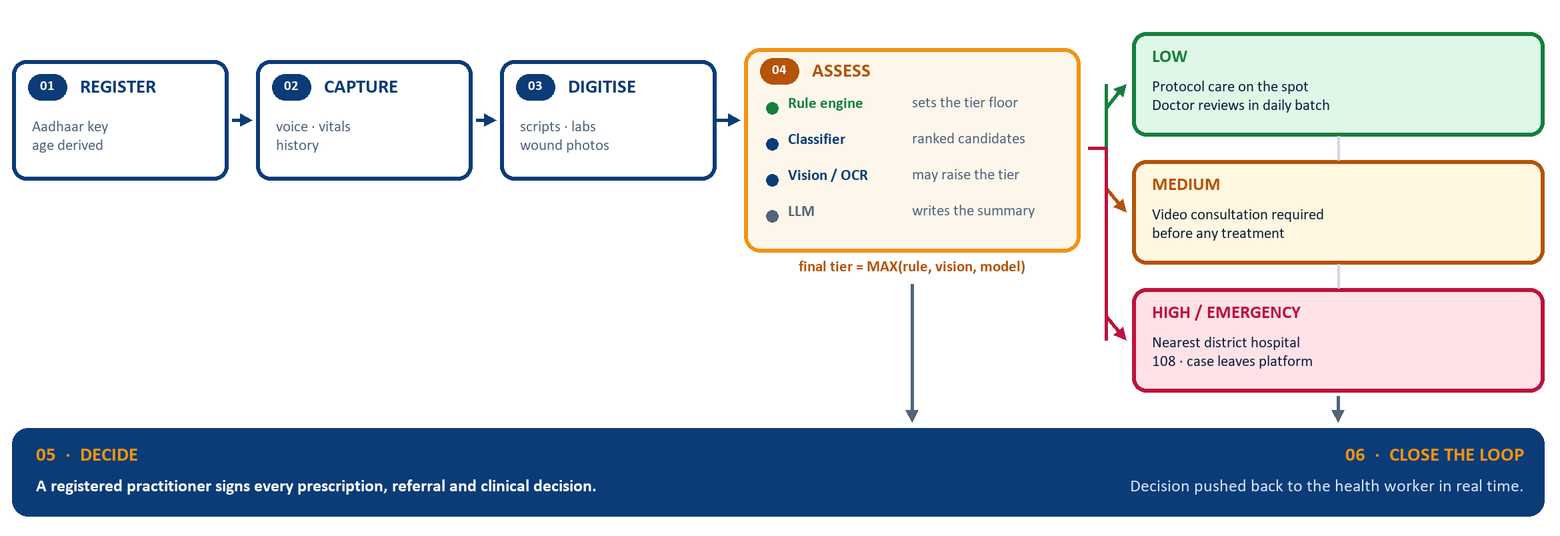 01 REGISTER
Aadhaar key
age derived
02 CAPTURE
voice · vitals
history
03 DIGITISE
scripts · labs
wound photos
04 ASSESS
Rule engine sets the tier floor
Classifier ranked candidates
Vision / OCR may raise the tier
LLM writes the summary
final tier = MAX(rule, vision, model)
LOW
Protocol care on the spot
Doctor reviews in daily batch
MEDIUM
Video consultation required
before any treatment
HIGH / EMERGENCY
Nearest district hospital
108 · case leaves platform
05 · DECIDE
A registered practitioner signs every prescription, referral and clinical decision.
06 · CLOSE THE LOOP
Decision pushed back to the health worker in real time.